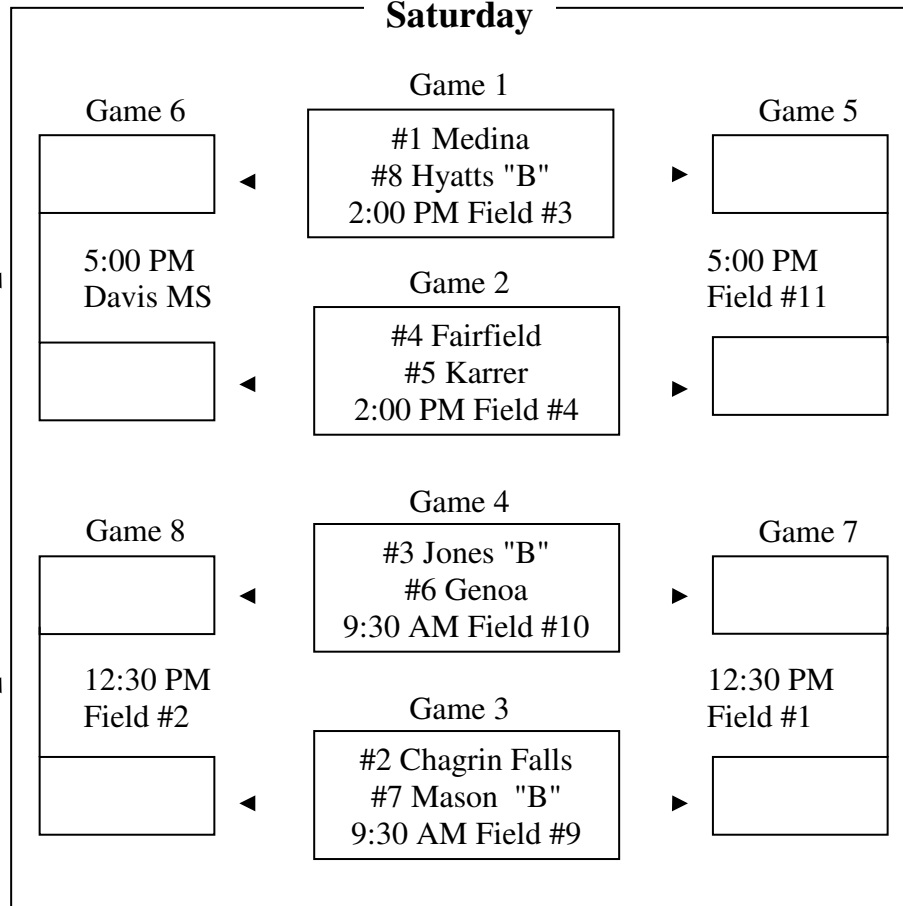 Saturday
Game 1
Game 6
Game 5
#1 Medina
#8 Hyatts "B"
2:00 PM Field #3
5:00 PM
Davis MS
5:00 PM
Field #11
Game 2
#4 Fairfield
#5 Karrer
2:00 PM Field #4
Game 4
Game 8
Game 7
#3 Jones "B"
#6 Genoa
9:30 AM Field #10
12:30 PM
Field #2
12:30 PM
Field #1
Game 3
#2 Chagrin Falls
#7 Mason "B"
9:30 AM Field #9